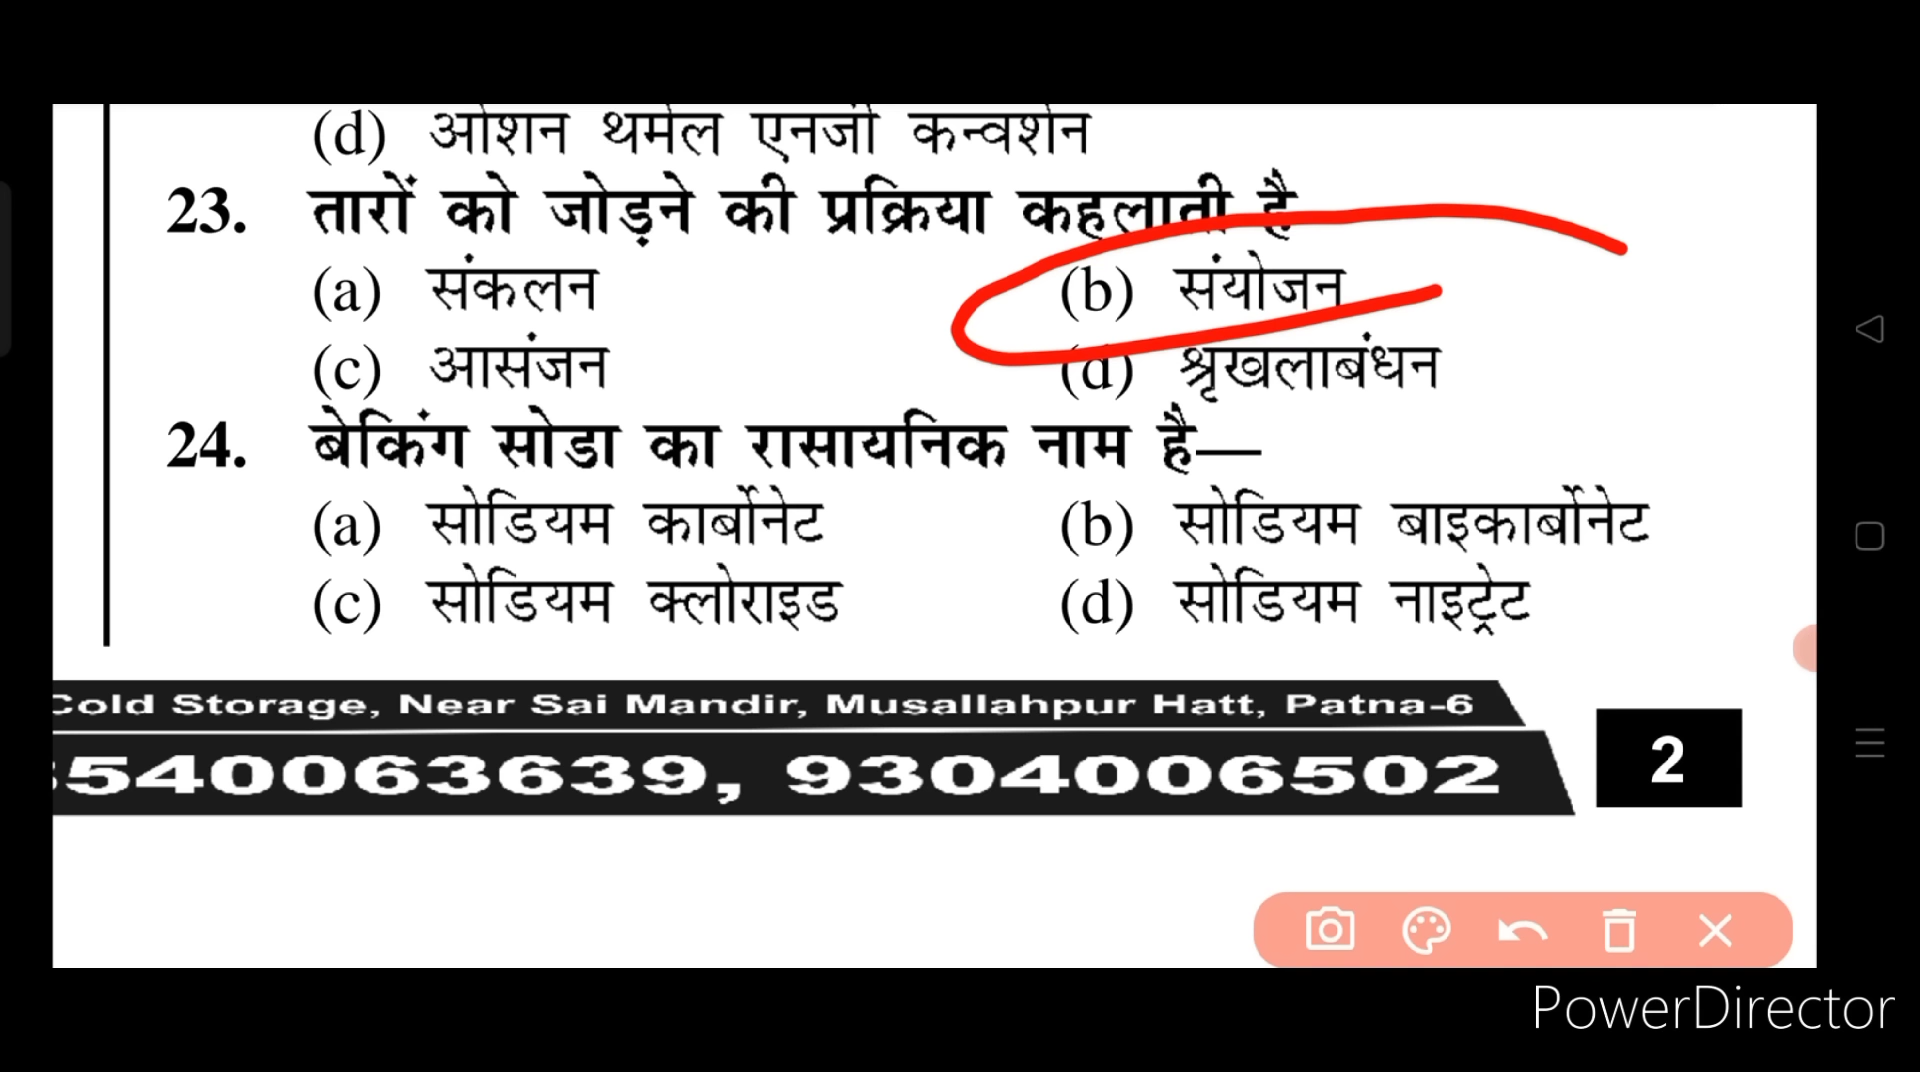 (d) ओशन थर्मल एनर्जी कन्वर्शन
23. तारों को जोड़ने की प्रक्रिया कहलाती है
(a) संकलन (b) संयोजन
(c) आसंजन (d) श्रृखलाबंधन
24. बेकिंग सोडा का रासायनिक नाम है—
(a) सोडियम कार्बोनेट (b) सोडियम बाइकार्बोनेट
(c) सोडियम क्लोराइड (d) सोडियम नाइट्रेट
Cold Storage, Near Sai Mandir, Musallahpur Hatt, Patna-6
540063639, 9304006502
2
PowerDirector